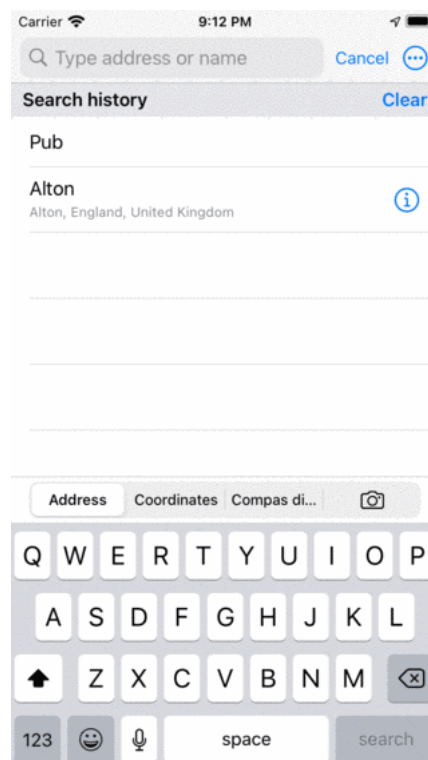 Carrier 9:12 PM
Type address or name Cancel
Search history Clear
Pub
Alton
Alton, England, United Kingdom
Address Coordinates Compas di...
Q W E R T Y U I O P
A S D F G H J K L
Z X C V B N M
123 space search